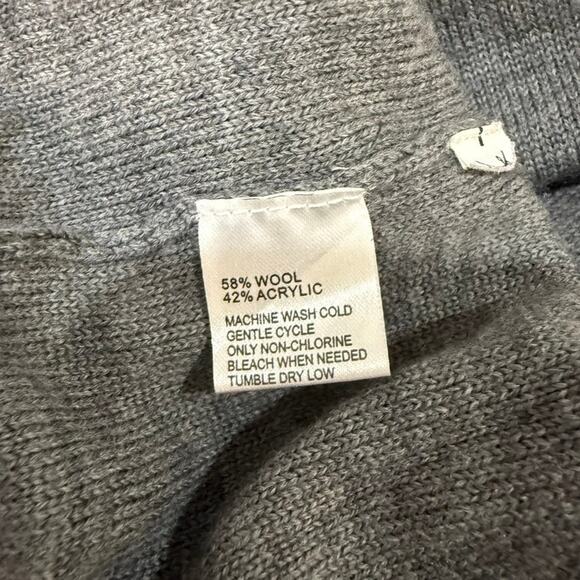 58% WOOL
42% ACRYLIC
MACHINE WASH COLD
GENTLE CYCLE
ONLY NON-CHLORINE
BLEACH WHEN NEEDED
TUMBLE DRY LOW